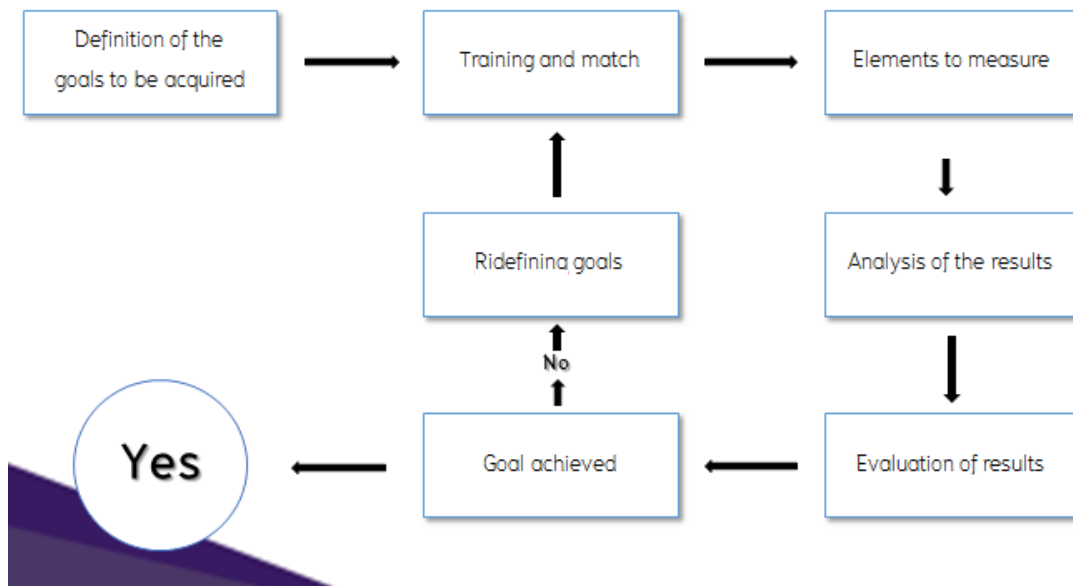 Definition of the
goals to be acquired
Training and match
Elements to measure
Ridefining goals
Analysis of the results
No
Yes
Goal achieved
Evaluation of results